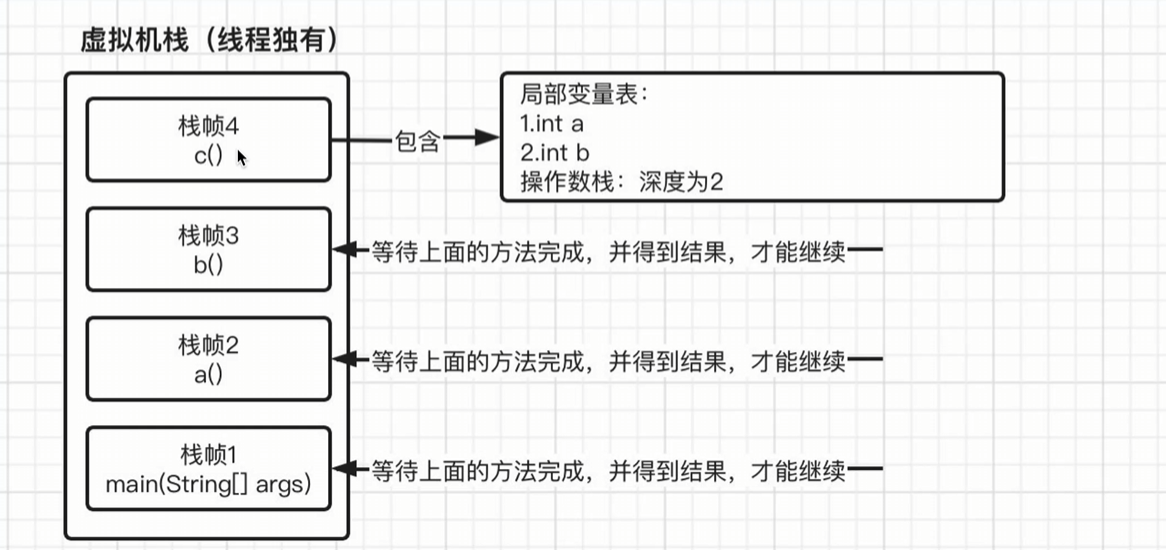 虚拟机栈（线程独有）
栈帧4
c()
包含
局部变量表：
1.int a
2.int b
操作数栈：深度为2
栈帧3
b()
等待上面的方法完成，并得到结果，才能继续
栈帧2
a()
等待上面的方法完成，并得到结果，才能继续
栈帧1
main(String[] args)
等待上面的方法完成，并得到结果，才能继续